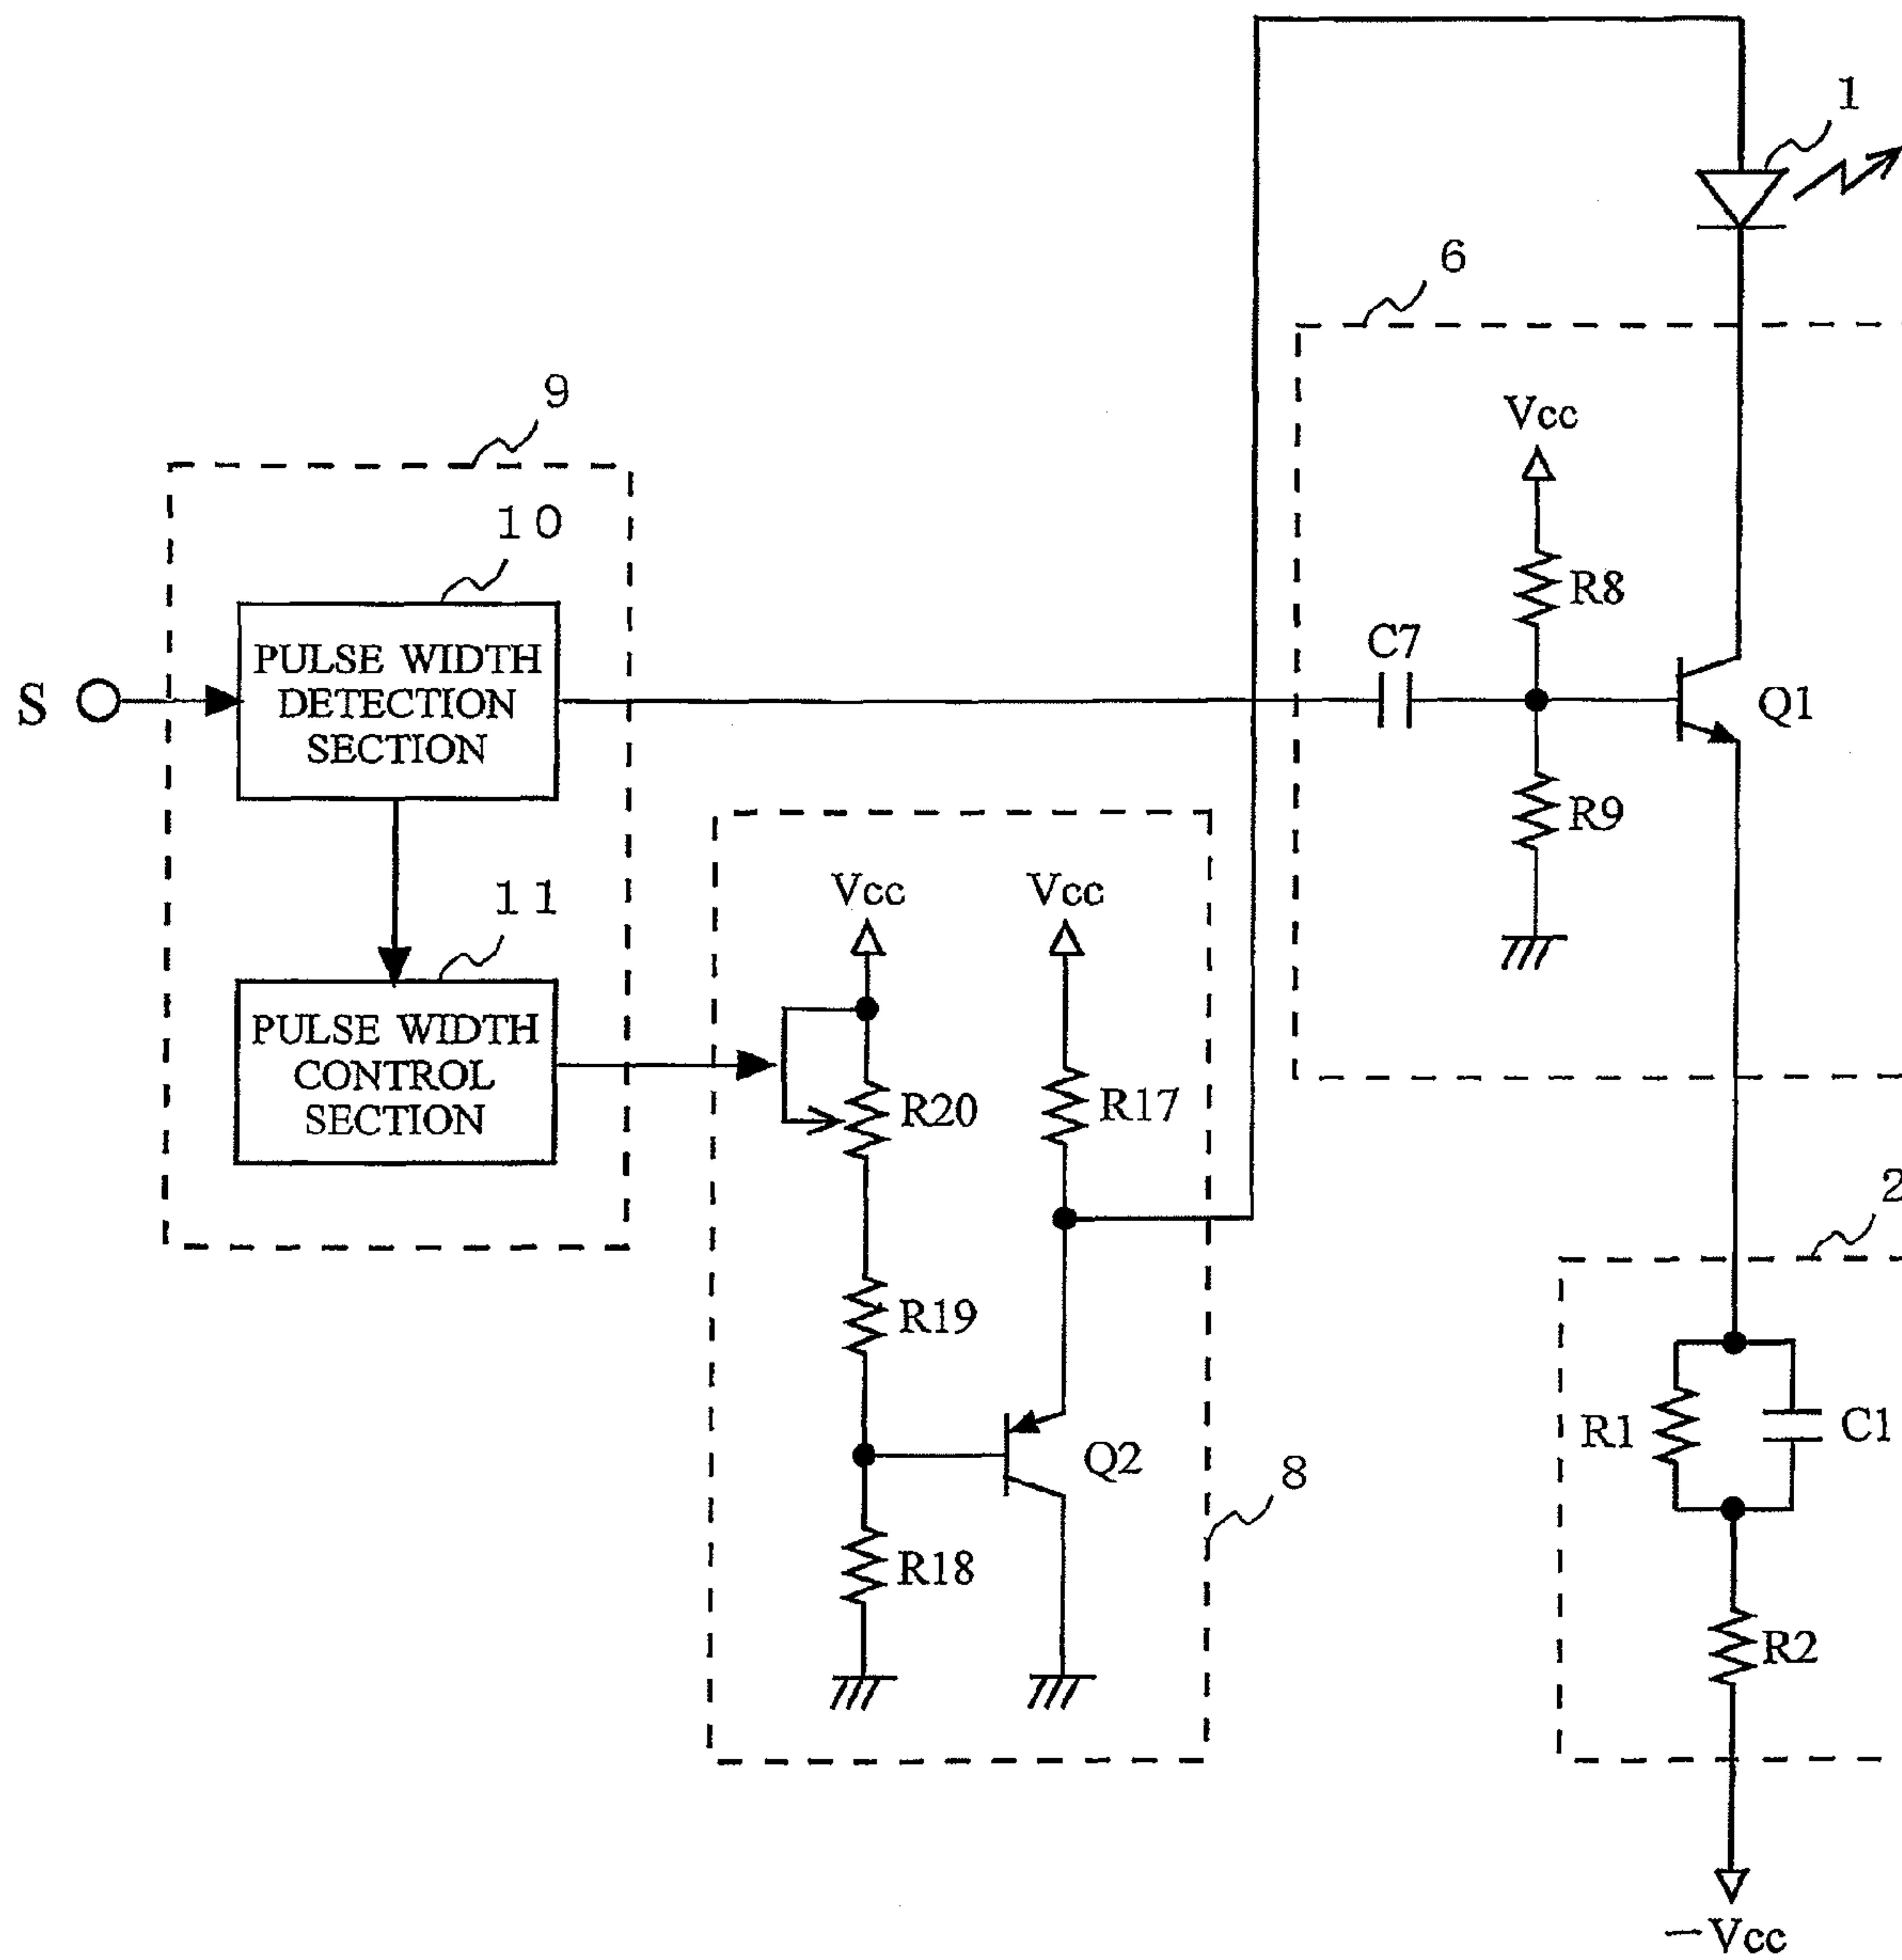 1
6
9
Vcc
10
R8
C7
PULSE WIDTH
DETECTION
SECTION
S
Q1
R9
Vcc
Vcc
11
PULSE WIDTH
CONTROL
SECTION
R20
R17
2
R19
R1
C1
Q2
8
R18
R2
-Vcc